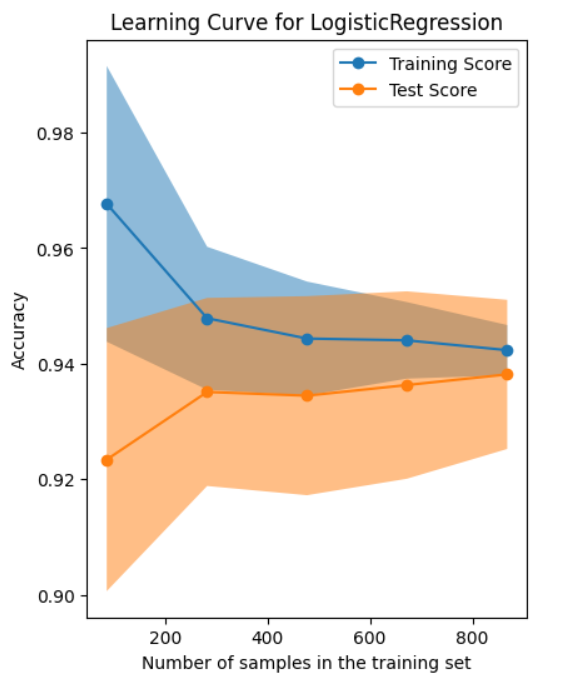 Learning Curve for LogisticRegression
Training Score
Test Score
0.98
0.96
0.94
0.92
0.90
Accuracy
200 400 600 800
Number of samples in the training set